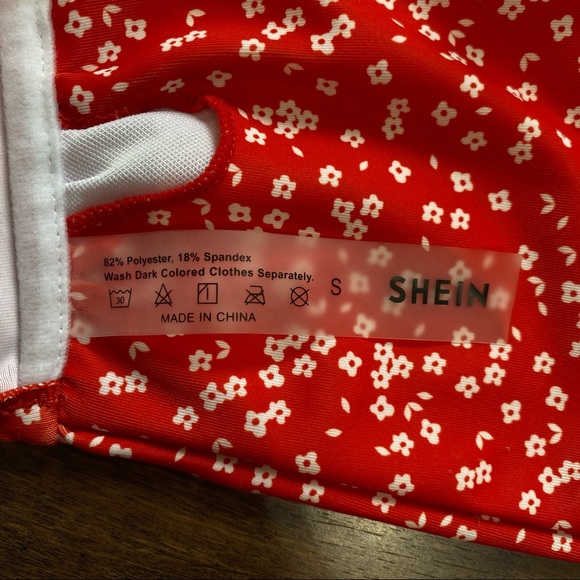 82% Polyester, 18% Spandex
Wash Dark Colored Clothes Separately.
30
S
SHEIN
MADE IN CHINA